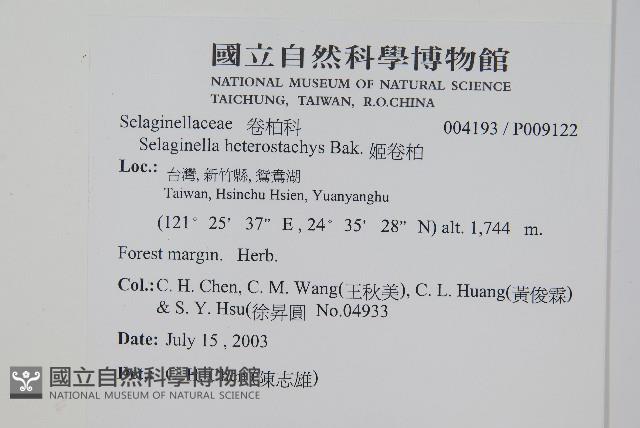 國立自然科學博物館
NATIONAL MUSEUM OF NATURAL SCIENCE
TAICHUNG, TAIWAN, R.O.CHINA
Selaginellaceae 卷柏科 004193 / P009122
Selaginella heterostachys Bak. 姬卷柏
Loc.: 台灣, 新竹縣, 鴛鴦湖
Taiwan, Hsinchu Hsien, Yuanyanghu
(121° 25' 37" E , 24° 35' 28" N) alt. 1,744 m.
Forest margin. Herb.
Col.: C. H. Chen, C. M. Wang(王秋美), C. L. Huang(黃俊霖)
& S. Y. Hsu(徐昇圓 No.04933
Date: July 15 , 2003
Det.: (陳志雄)
國立自然科學博物館
NATIONAL MUSEUM OF NATURAL SCIENCE